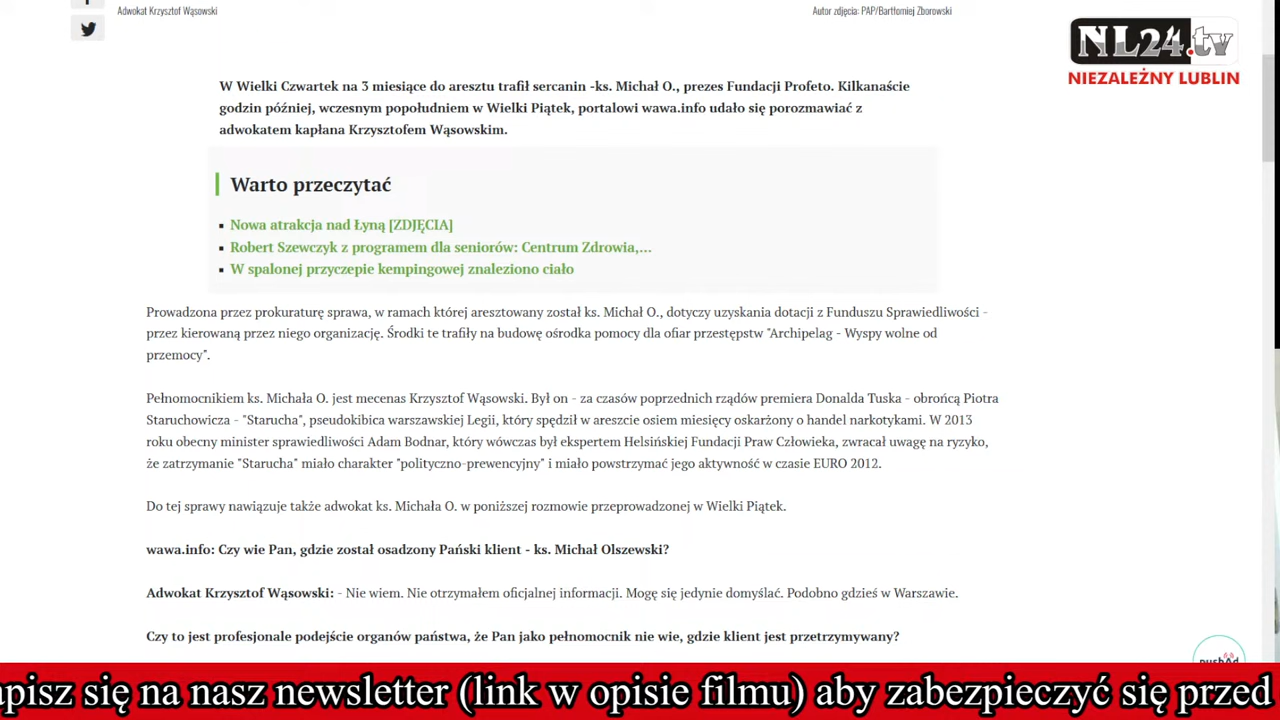 Adwokat Krzysztof Wąsowski
Autor zdjęcia: PAP/Bartłomiej Zborowski
NL24.tv
NIEZALEŻNY LUBLIN
W Wielki Czwartek na 3 miesiące do aresztu trafił sercanin -ks. Michał O., prezes Fundacji Profeto. Kilkanaście
godzin później, wczesnym popołudniem w Wielki Piątek, portalowi wawa.info udało się porozmawiać z
adwokatem kapłana Krzysztofem Wąsowskim.
Warto przeczytać
Nowa atrakcja nad Łyną [ZDJĘCIA]
Robert Szewczyk z programem dla seniorów: Centrum Zdrowia,...
W spalonej przyczepie kempingowej znaleziono ciało
Prowadzona przez prokuraturę sprawa, w ramach której aresztowany został ks. Michał O., dotyczy uzyskania dotacji z Funduszu Sprawiedliwości -
przez kierowaną przez niego organizację. Środki te trafiły na budowę ośrodka pomocy dla ofiar przestępstw "Archipelag - Wyspy wolne od
przemocy".
Pełnomocnikiem ks. Michała O. jest mecenas Krzysztof Wąsowski. Był on - za czasów poprzednich rządów premiera Donalda Tuska - obrońcą Piotra
Staruchowicza - "Starucha", pseudokibica warszawskiej Legii, który spędził w areszcie osiem miesięcy oskarżony o handel narkotykami. W 2013
roku obecny minister sprawiedliwości Adam Bodnar, który wówczas był ekspertem Helsińskiej Fundacji Praw Człowieka, zwracał uwagę na ryzyko,
że zatrzymanie "Starucha" miało charakter "polityczno-prewencyjny" i miało powstrzymać jego aktywność w czasie EURO 2012.
Do tej sprawy nawiązuje także adwokat ks. Michała O. w poniższej rozmowie przeprowadzonej w Wielki Piątek.
wawa.info: Czy wie Pan, gdzie został osadzony Pański klient - ks. Michał Olszewski?
Adwokat Krzysztof Wąsowski: - Nie wiem. Nie otrzymałem oficjalnej informacji. Mogę się jedynie domyślać. Podobno gdzieś w Warszawie.
Czy to jest profesjonale podejście organów państwa, że Pan jako pełnomocnik nie wie, gdzie klient jest przetrzymywany?
pushAd
apisz się na nasz newsletter (link w opisie filmu) aby zabezpieczyć się przed